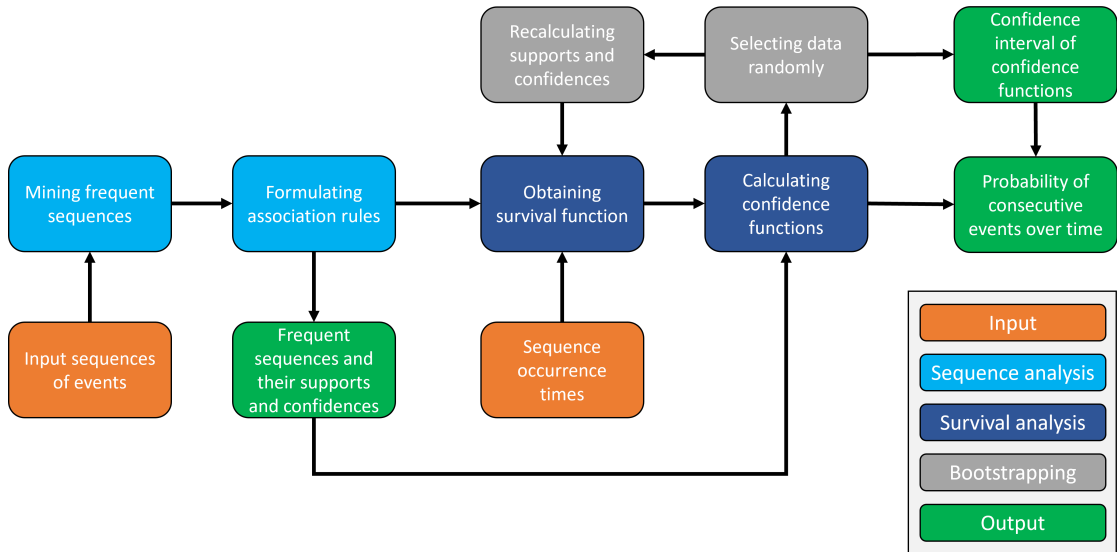 Recalculating
supports and
confidences
Selecting data
randomly
Confidence
interval of
confidence
functions
Mining frequent
sequences
Formulating
association rules
Obtaining
survival function
Calculating
confidence
functions
Probability of
consecutive
events over time
Input sequences
of events
Frequent
sequences and
their supports
and confidences
Sequence
occurrence
times
Input
Sequence analysis
Survival analysis
Bootstrapping
Output